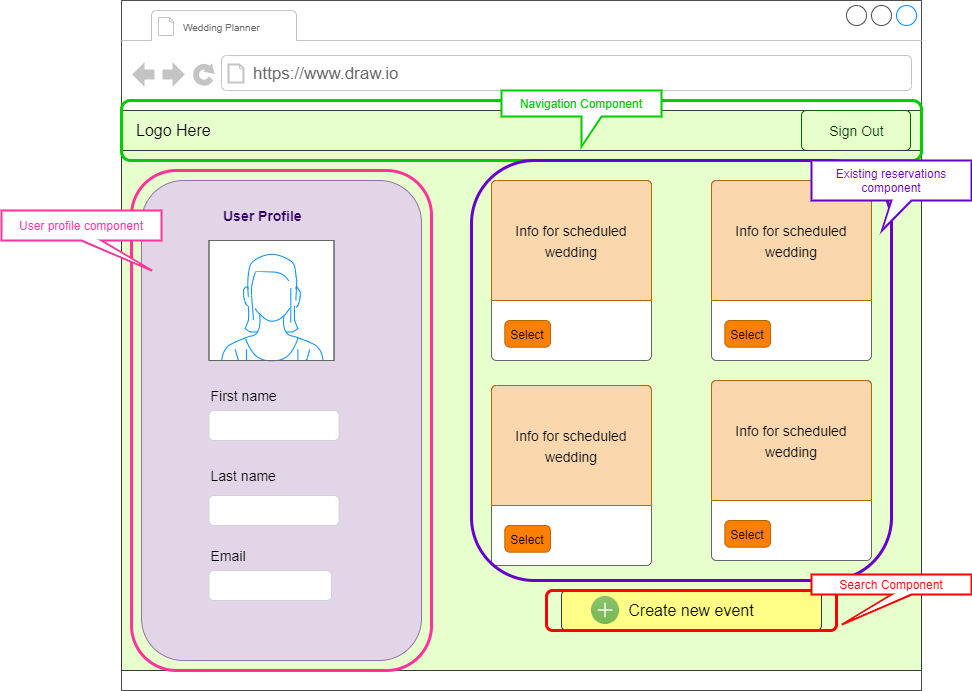 Wedding Planner
https://www.draw.io
Navigation Component
Logo Here
Sign Out
Existing reservations
component
User profile component
User Profile
First name
Last name
Email
Info for scheduled
wedding
Select
Info for scheduled
wedding
Select
Info for scheduled
wedding
Select
Info for scheduled
wedding
Select
Search Component
Create new event